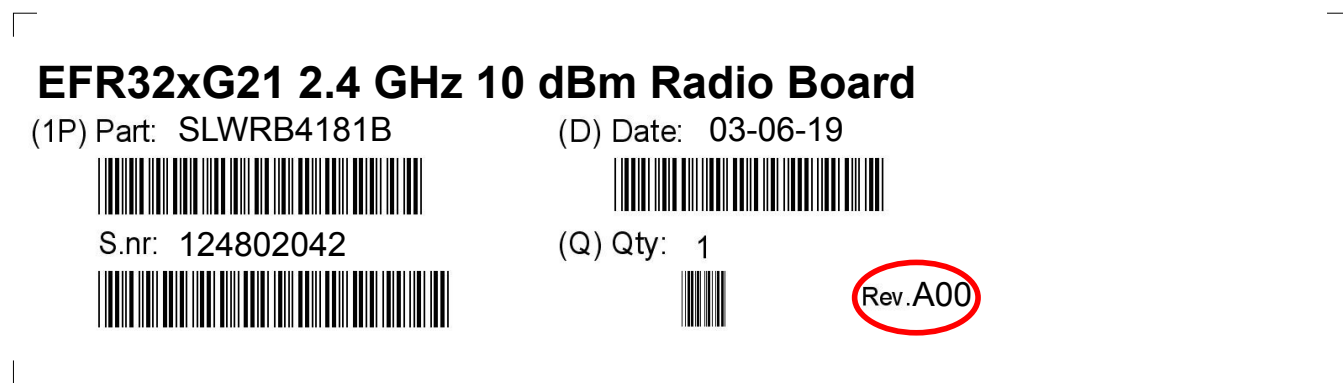 EFR32xG21 2.4 GHz 10 dBm Radio Board
(1P) Part: SLWRB4181B (D) Date: 03-06-19
S.nr: 124802042 (Q) Qty: 1
Rev.A00